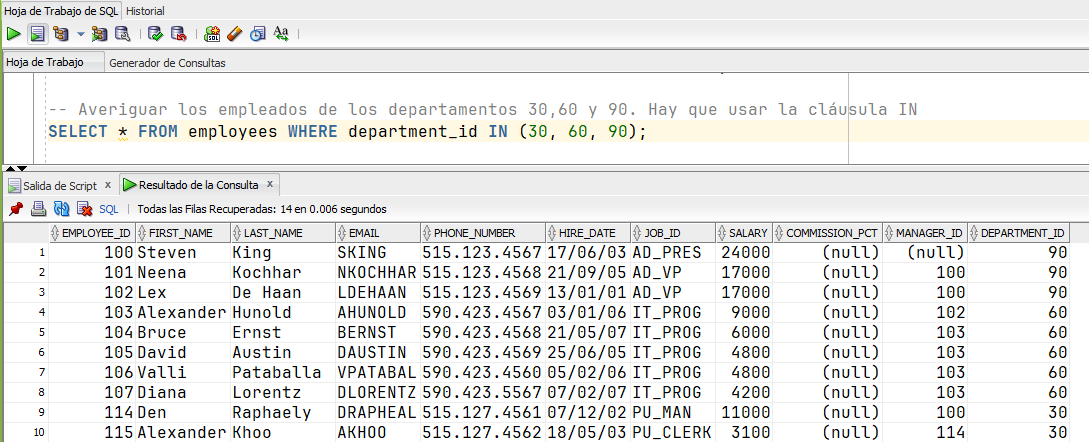 Hoja de Trabajo de SQL Historial
SQL Aa
Hoja de Trabajo Generador de Consultas
-- Averiguar los empleados de los departamentos 30,60 y 90. Hay que usar la cláusula IN
SELECT * FROM employees WHERE department_id IN (30, 60, 90);
Salida de Script x Resultado de la Consulta x
SQL | Todas las Filas Recuperadas: 14 en 0.006 segundos
EMPLOYEE_ID FIRST_NAME LAST_NAME EMAIL PHONE_NUMBER HIRE_DATE JOB_ID SALARY COMMISSION_PCT MANAGER_ID DEPARTMENT_ID
1 100 Steven King SKING 515.123.4567 17/06/03 AD_PRES 24000 (null) (null) 90
2 101 Neena Kochhar NKOCHHAR 515.123.4568 21/09/05 AD_VP 17000 (null) 100 90
3 102 Lex De Haan LDEHAAN 515.123.4569 13/01/01 AD_VP 17000 (null) 100 90
4 103 Alexander Hunold AHUNOLD 590.423.4567 03/01/06 IT_PROG 9000 (null) 102 60
5 104 Bruce Ernst BERNST 590.423.4568 21/05/07 IT_PROG 6000 (null) 103 60
6 105 David Austin DAUSTIN 590.423.4569 25/06/05 IT_PROG 4800 (null) 103 60
7 106 Valli Pataballa VPATABAL 590.423.4560 05/02/06 IT_PROG 4800 (null) 103 60
8 107 Diana Lorentz DLORENTZ 590.423.5567 07/02/07 IT_PROG 4200 (null) 103 60
9 114 Den Raphaely DRAPHEAL 515.127.4561 07/12/02 PU_MAN 11000 (null) 100 30
10 115 Alexander Khoo AKHOO 515.127.4562 18/05/03 PU_CLERK 3100 (null) 114 30